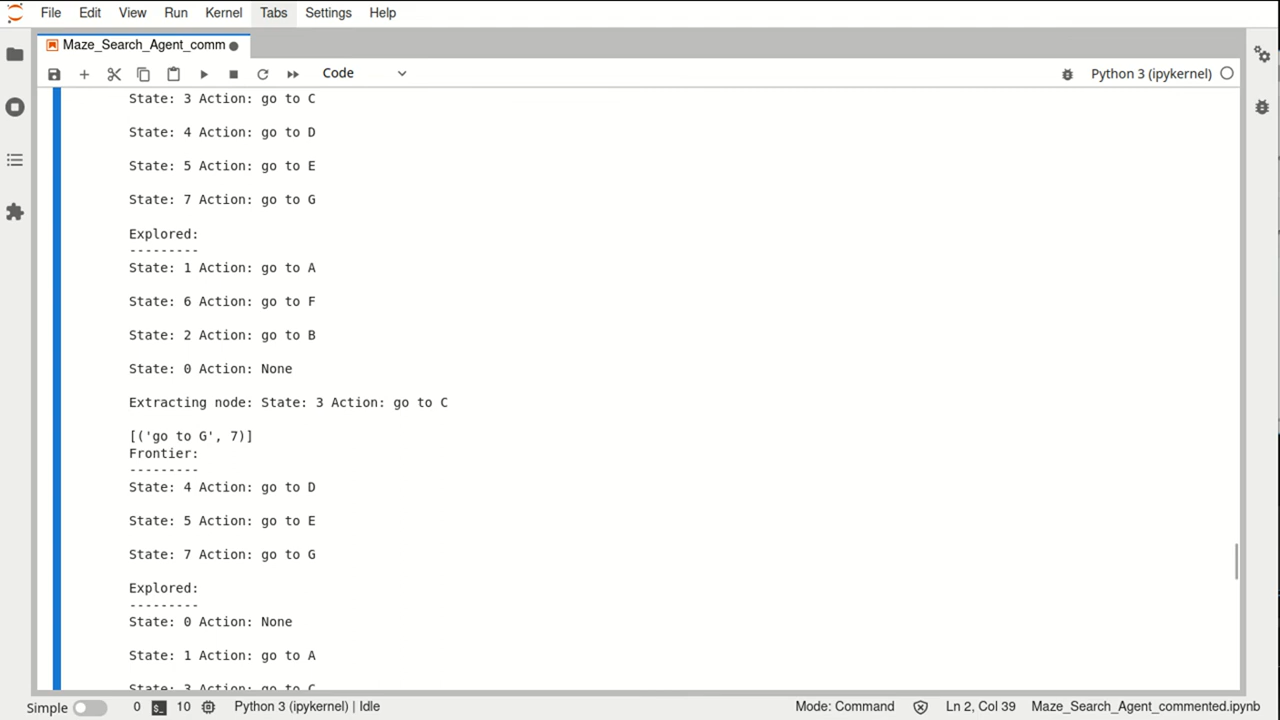 File Edit View Run Kernel Tabs Settings Help
Maze_Search_Agent_comm
Code
Python 3 (ipykernel)
State: 3 Action: go to C
State: 4 Action: go to D
State: 5 Action: go to E
State: 7 Action: go to G
Explored:
---------
State: 1 Action: go to A
State: 6 Action: go to F
State: 2 Action: go to B
State: 0 Action: None
Extracting node: State: 3 Action: go to C
[('go to G', 7)]
Frontier:
---------
State: 4 Action: go to D
State: 5 Action: go to E
State: 7 Action: go to G
Explored:
---------
State: 0 Action: None
State: 1 Action: go to A
State: 3 Action: go to C
Simple 0 $_ 10 Python 3 (ipykernel) | Idle Mode: Command Ln 2, Col 39 Maze_Search_Agent_commented.ipynb